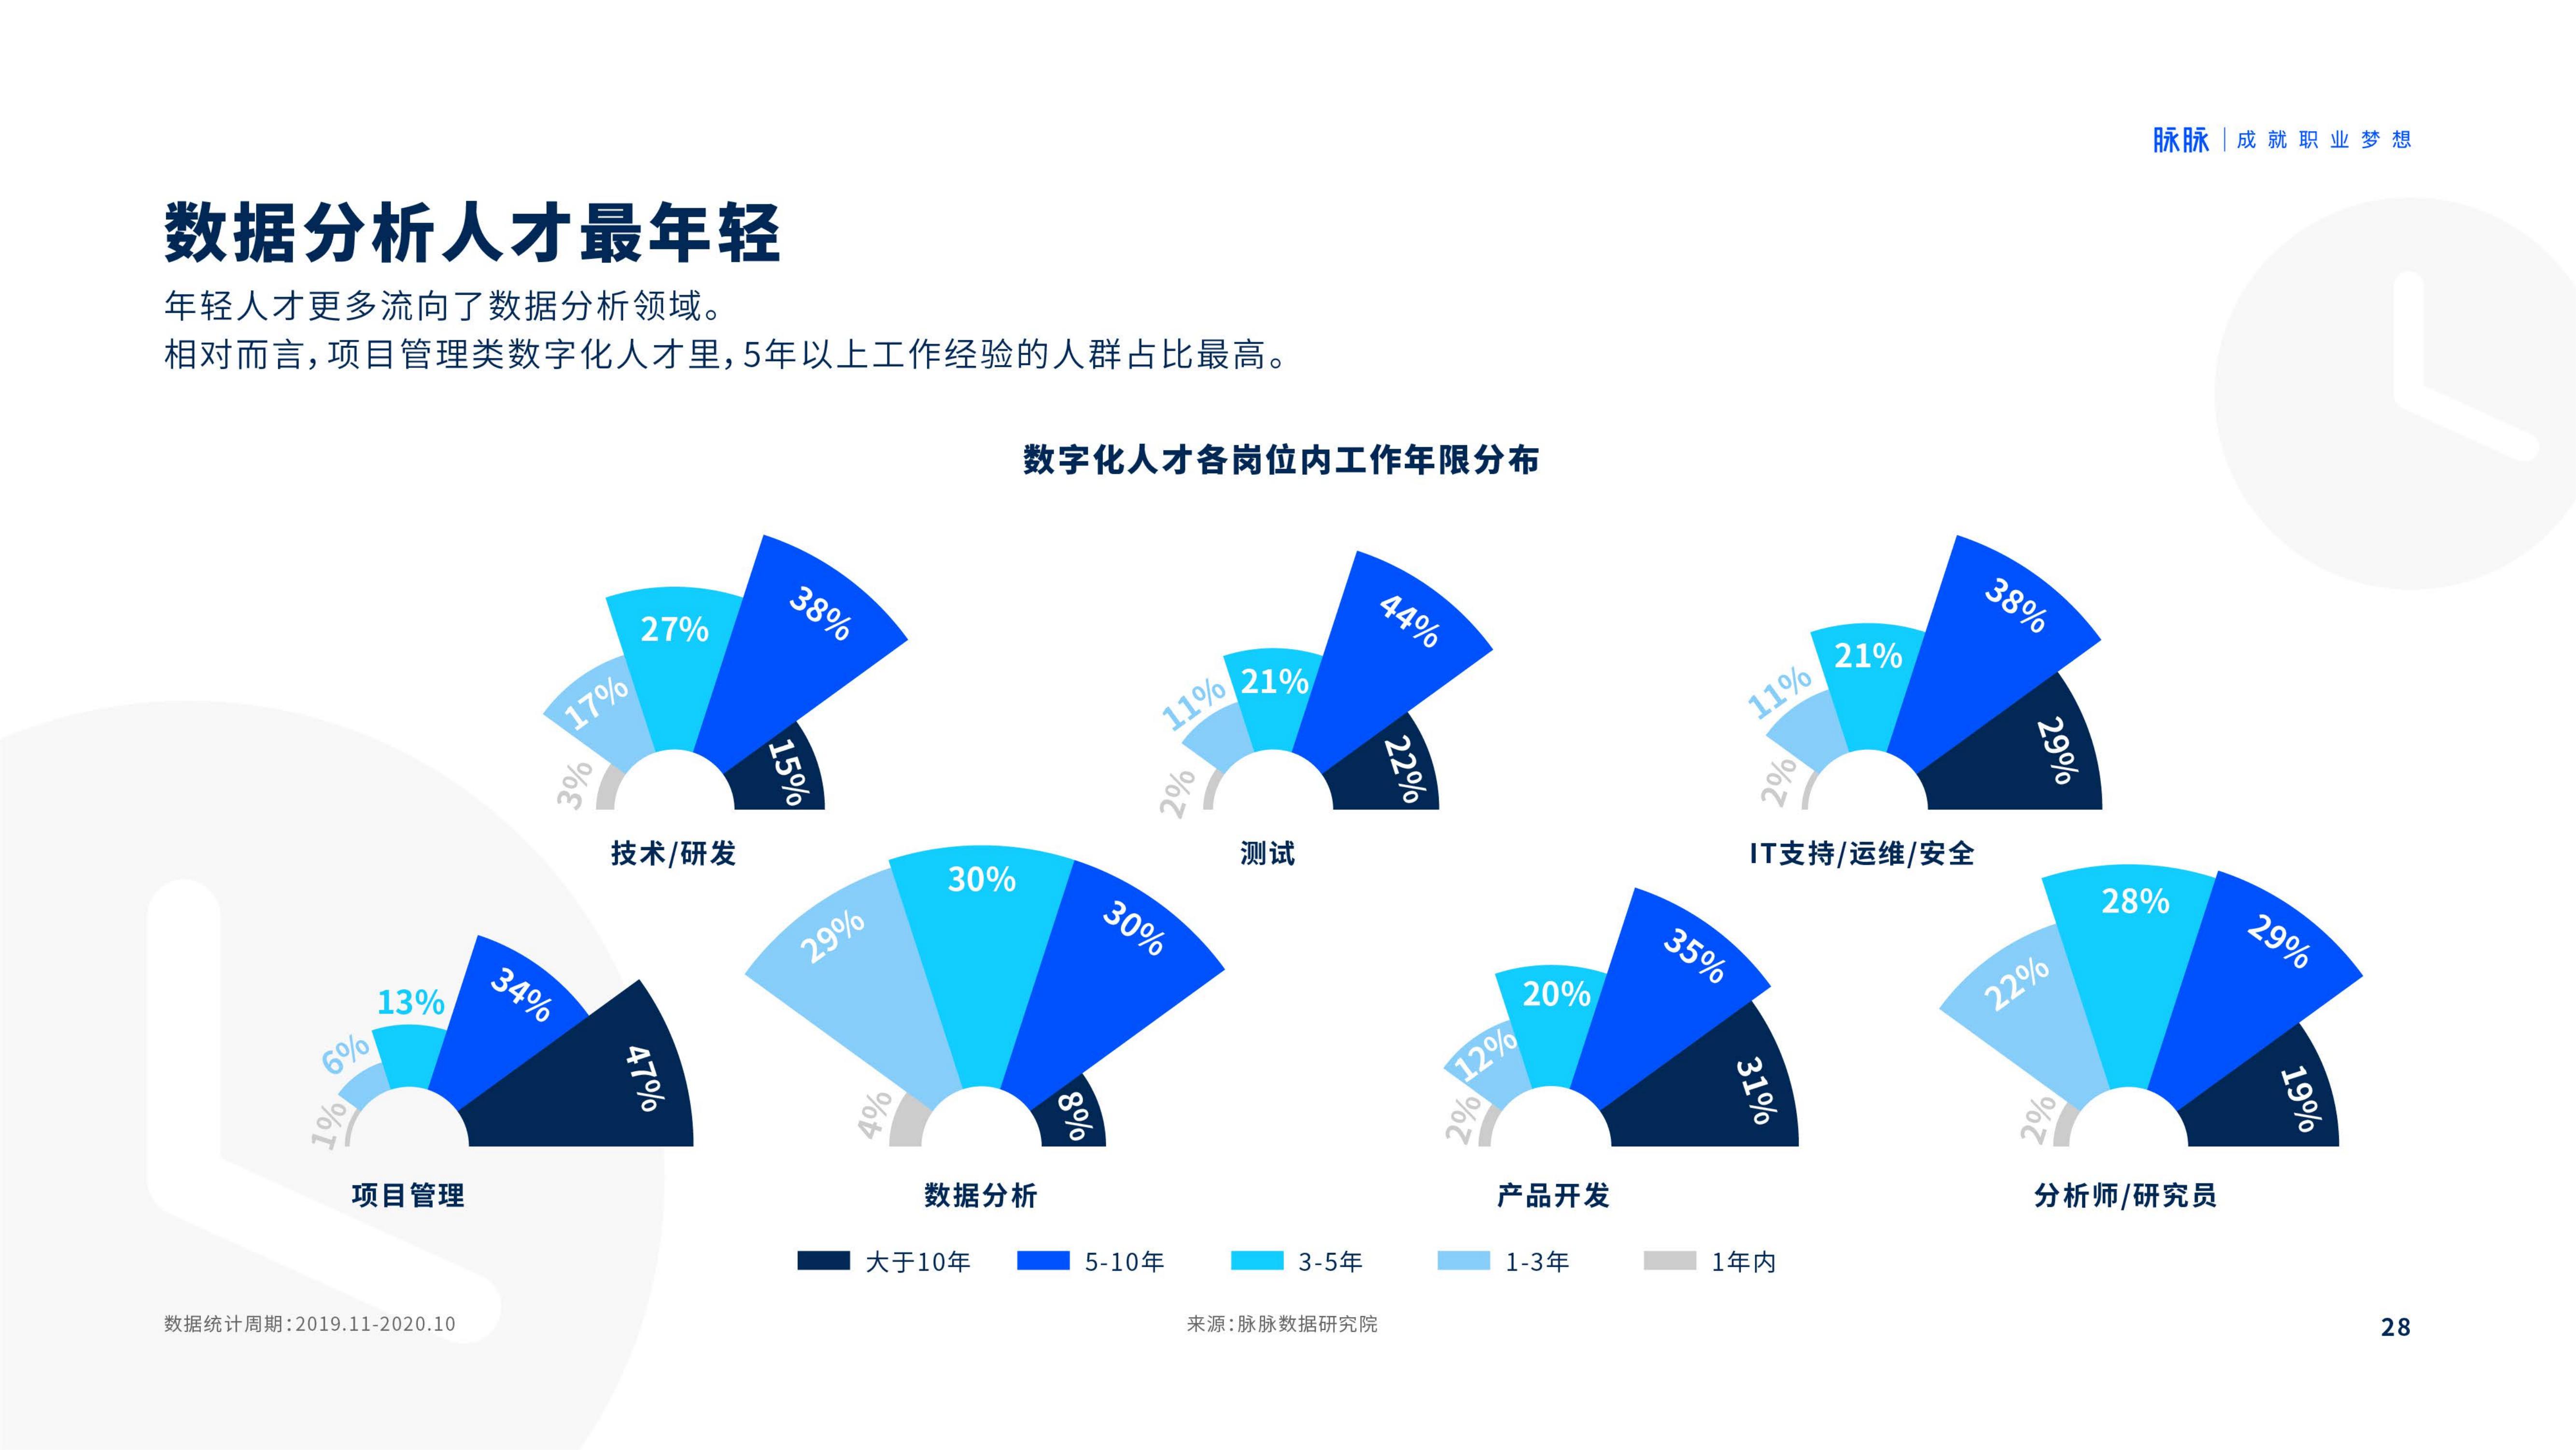 脉脉 成就职业梦想
数据分析人才最年轻
年轻人才更多流向了数据分析领域。
相对而言,项目管理类数字化人才里,5年以上工作经验的人群占比最高。
数字化人才各岗位内工作年限分布
3%
17%
27%
38%
15%
技术/研发
2%
11%
21%
44%
22%
测试
2%
11%
21%
38%
29%
IT支持/运维/安全
1%
6%
13%
34%
47%
项目管理
4%
29%
30%
30%
8%
数据分析
2%
12%
20%
35%
31%
产品开发
2%
22%
28%
29%
19%
分析师/研究员
大于10年
5-10年
3-5年
1-3年
1年内
数据统计周期:2019.11-2020.10
来源:脉脉数据研究院
28